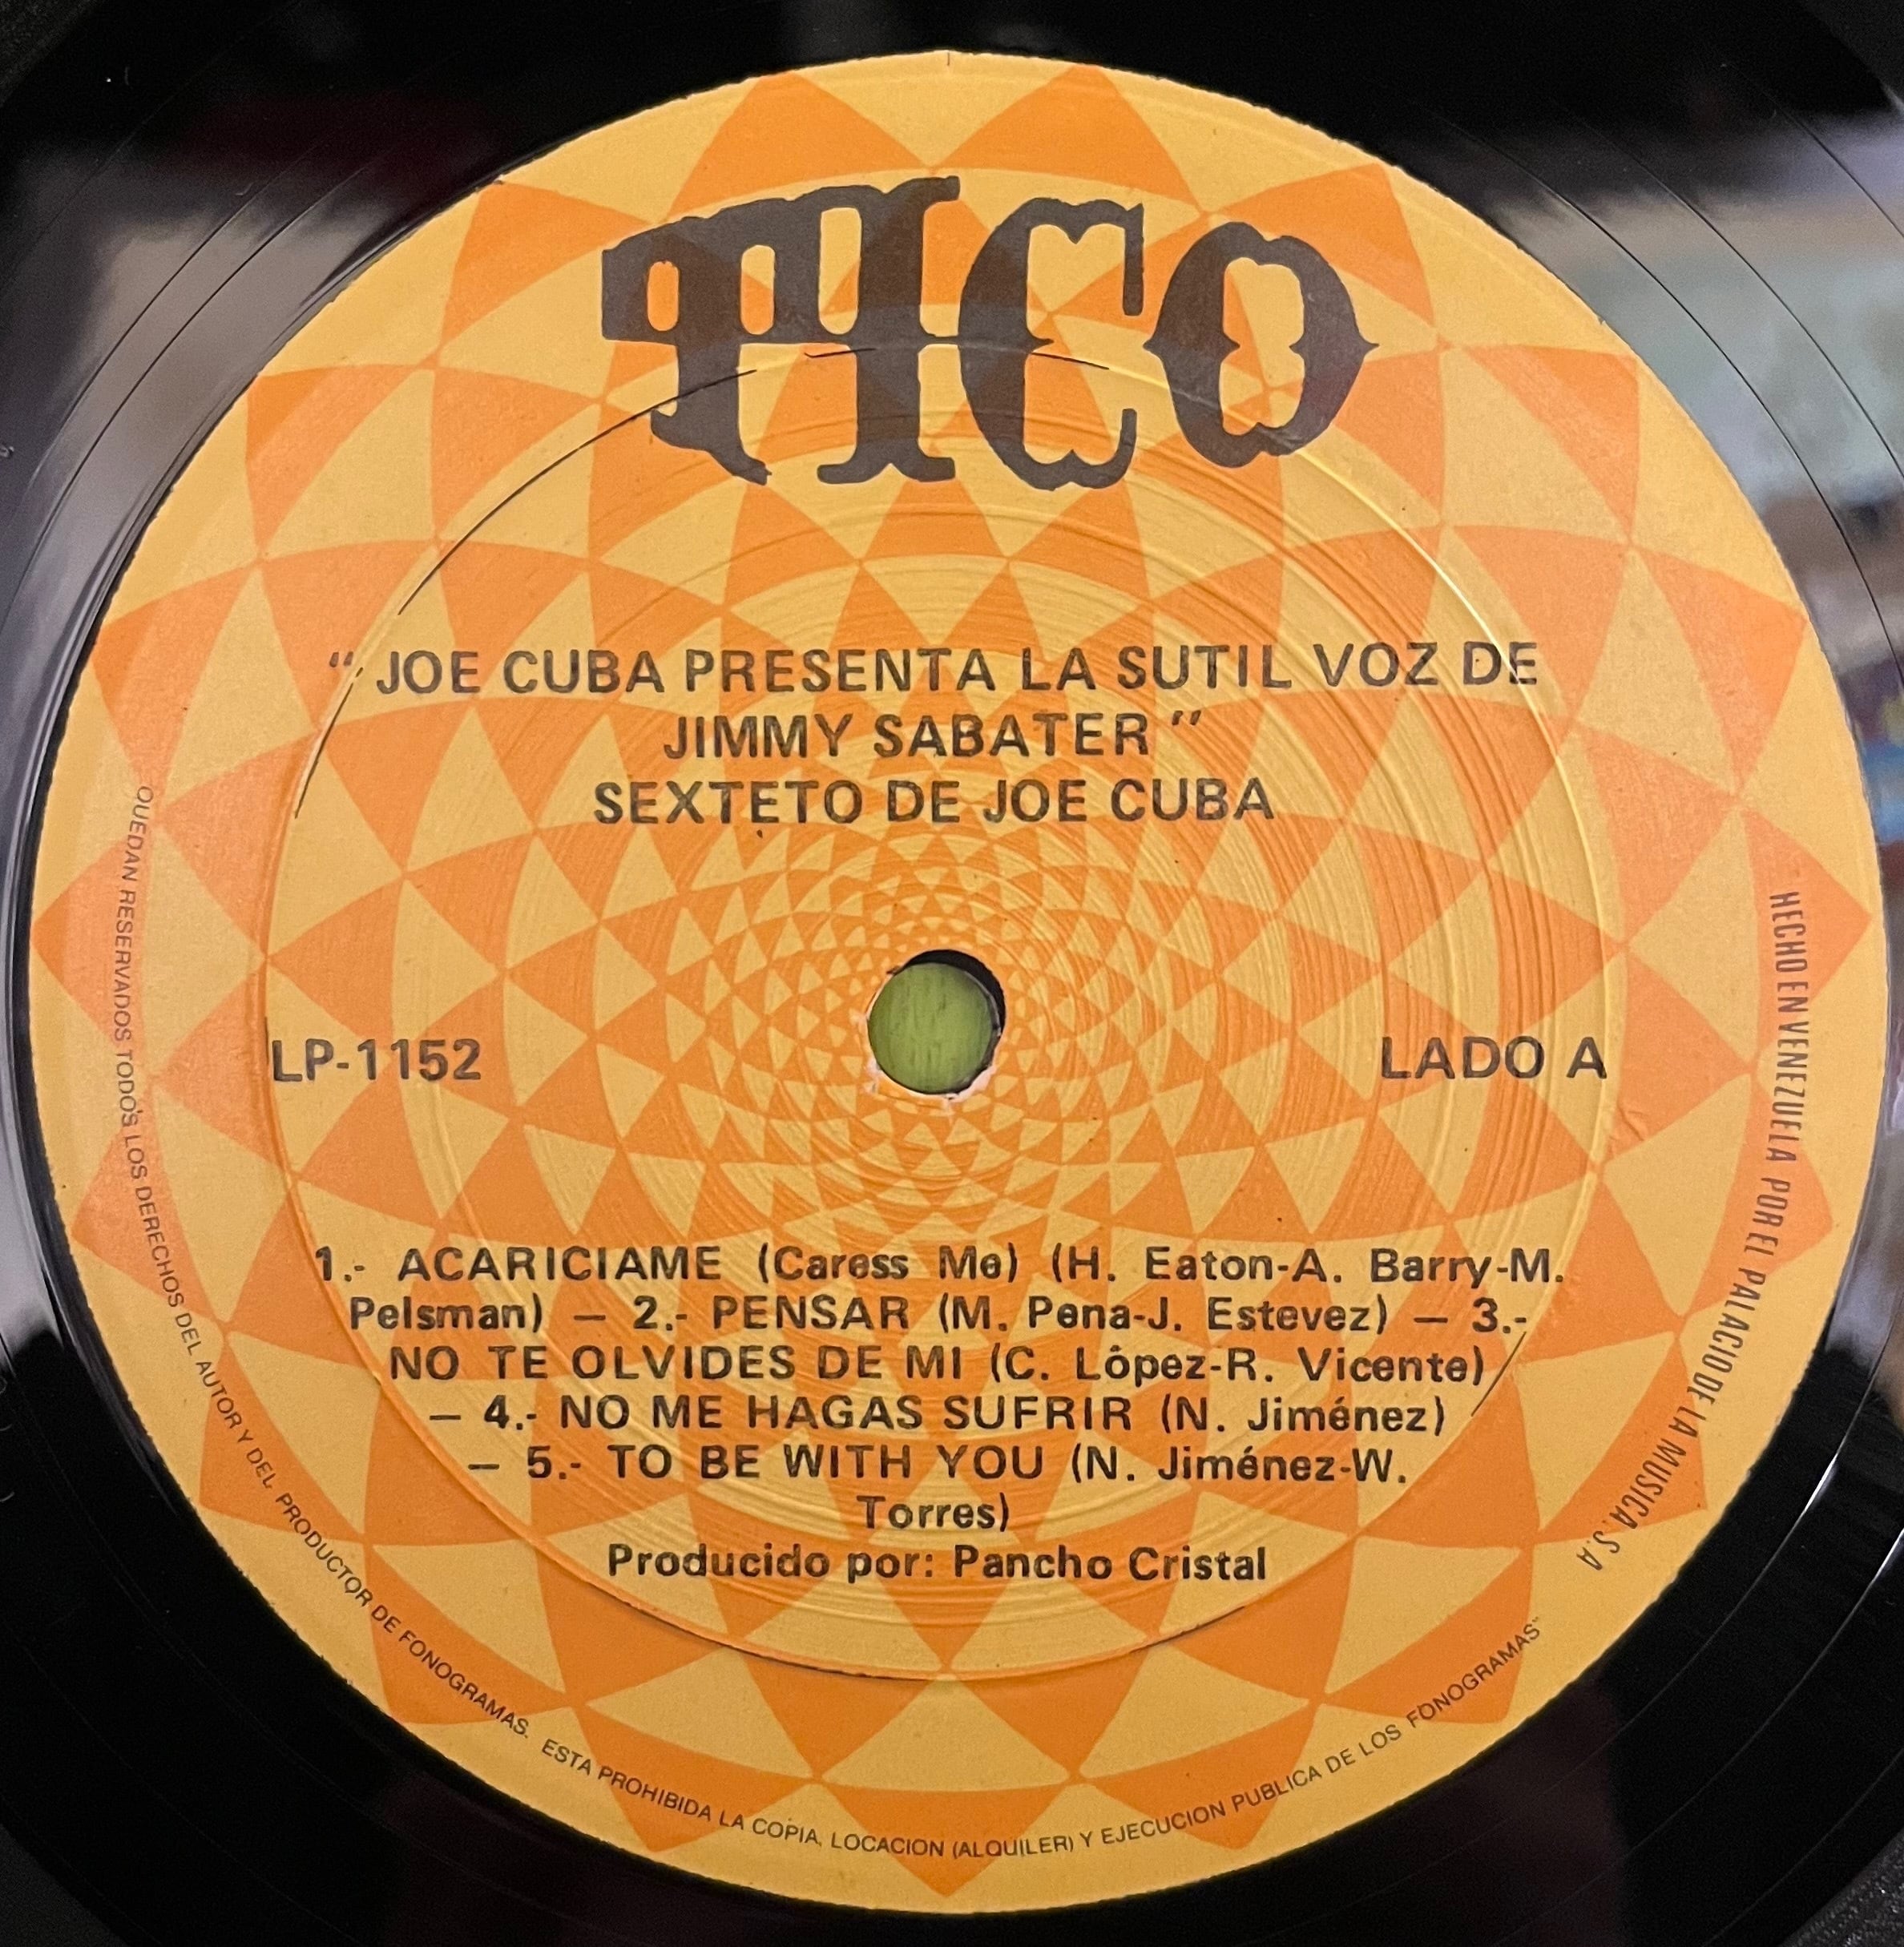 TICO
“ JOE CUBA PRESENTA LA SUTIL VOZ DE
JIMMY SABATER ”
SEXTETO DE JOE CUBA
LP-1152
LADO A
1.- ACARICIAME (Caress Me) (H. Eaton-A. Barry-M.
Pelsman) — 2.- PENSAR (M. Pena-J. Estevez) — 3.-
NO TE OLVIDES DE MI (C. Lôpez-R. Vicente)
— 4.- NO ME HAGAS SUFRIR (N. Jiménez)
— 5.- TO BE WITH YOU (N. Jiménez-W.
Torres)
Producido por: Pancho Cristal
QUEDAN RESERVADOS TODOS LOS DERECHOS DEL AUTOR Y DEL PRODUCTOR DE FONOGRAMAS. ESTA PROHIBIDA LA COPIA, LOCACION (ALQUILER) Y EJECUCION PUBLICA DE LOS FONOGRAMAS”
HECHO EN VENEZUELA POR EL PALACIO DE LA MUSICA. S.A